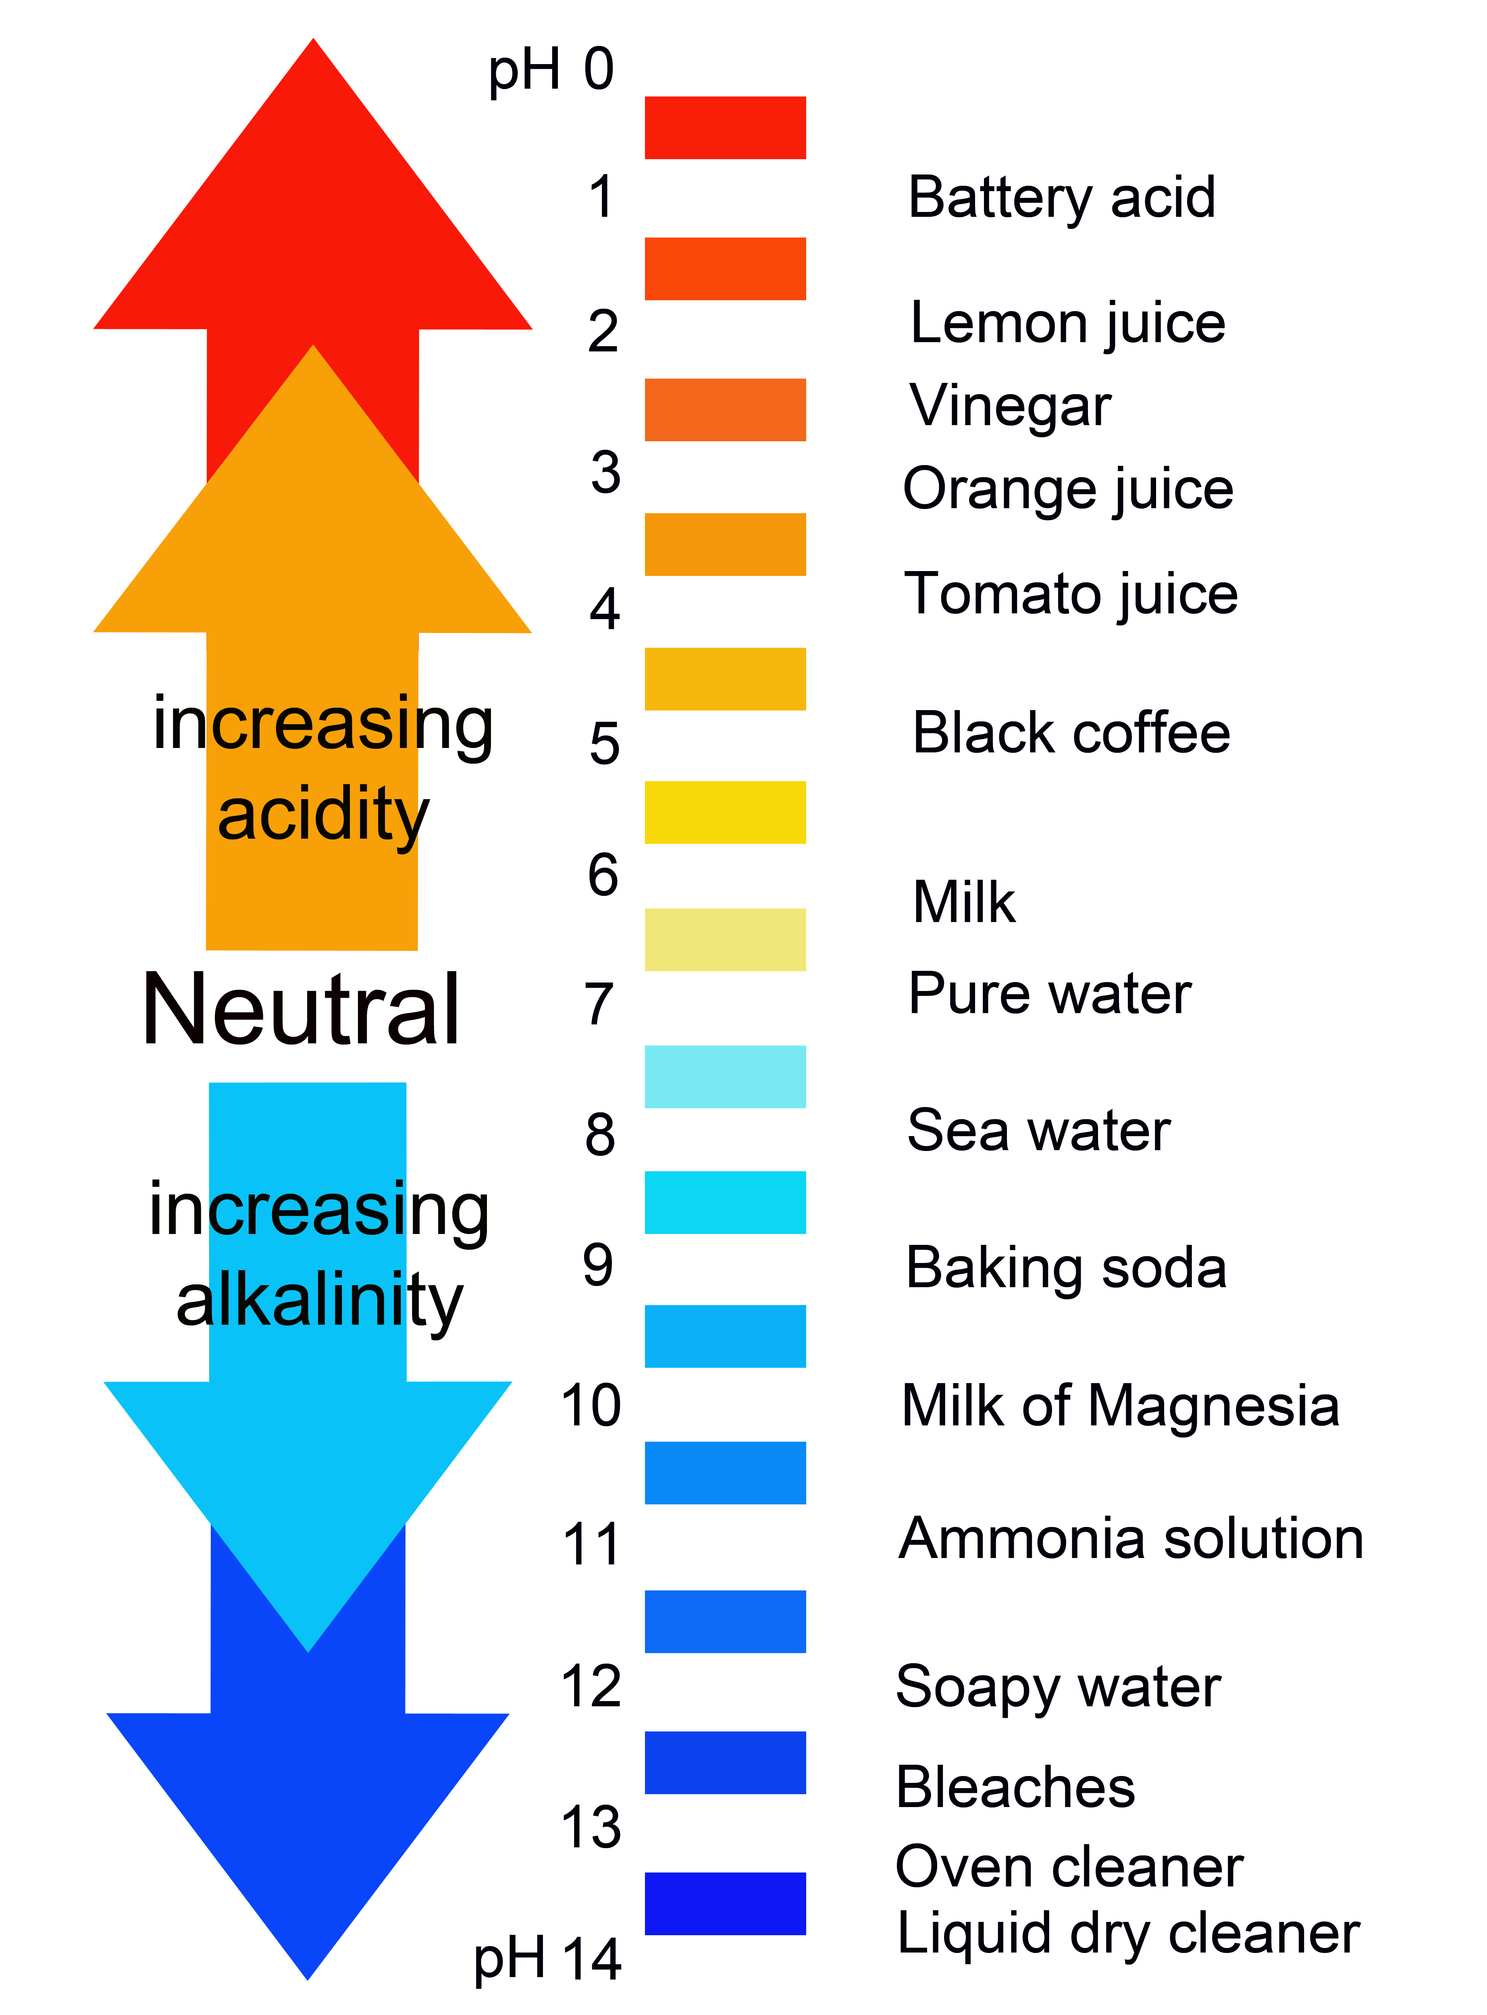 pH 0
1 Battery acid
2 Lemon juice
Vinegar
3 Orange juice
4 Tomato juice
increasing
acidity
5 Black coffee
6 Milk
Neutral
7 Pure water
8 Sea water
increasing
alkalinity
9 Baking soda
10 Milk of Magnesia
11 Ammonia solution
12 Soapy water
Bleaches
13
Oven cleaner
Liquid dry cleaner
pH 14